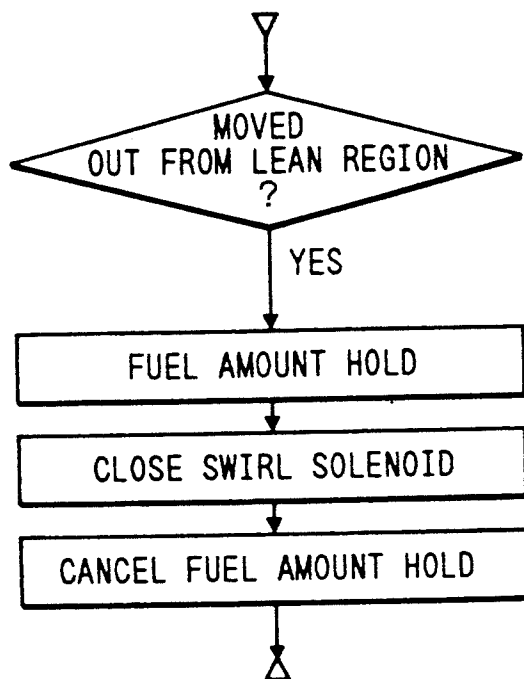 MOVED
OUT FROM LEAN REGION
?
YES
FUEL AMOUNT HOLD
CLOSE SWIRL SOLENOID
CANCEL FUEL AMOUNT HOLD